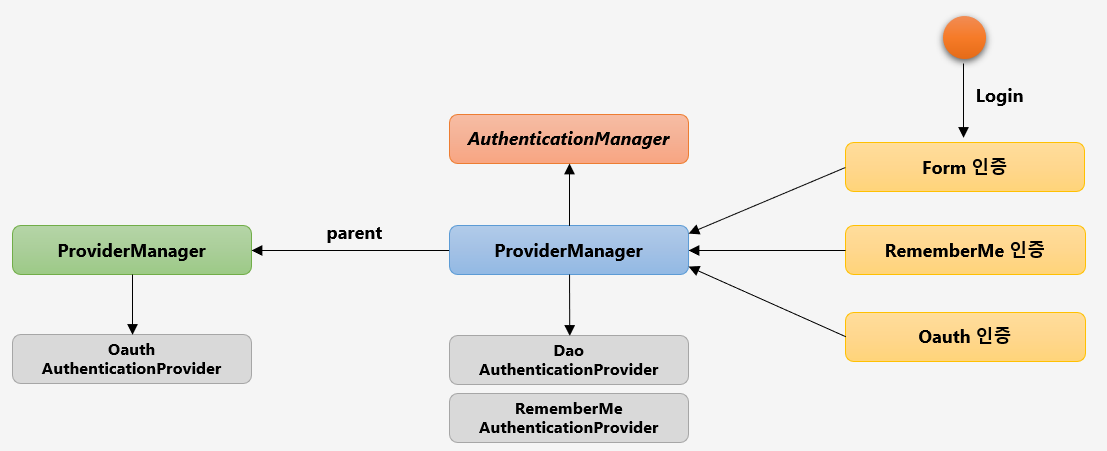 Login
AuthenticationManager
Form 인증
parent
ProviderManager
ProviderManager
RememberMe 인증
Oauth 인증
Oauth
AuthenticationProvider
Dao
AuthenticationProvider
RememberMe
AuthenticationProvider